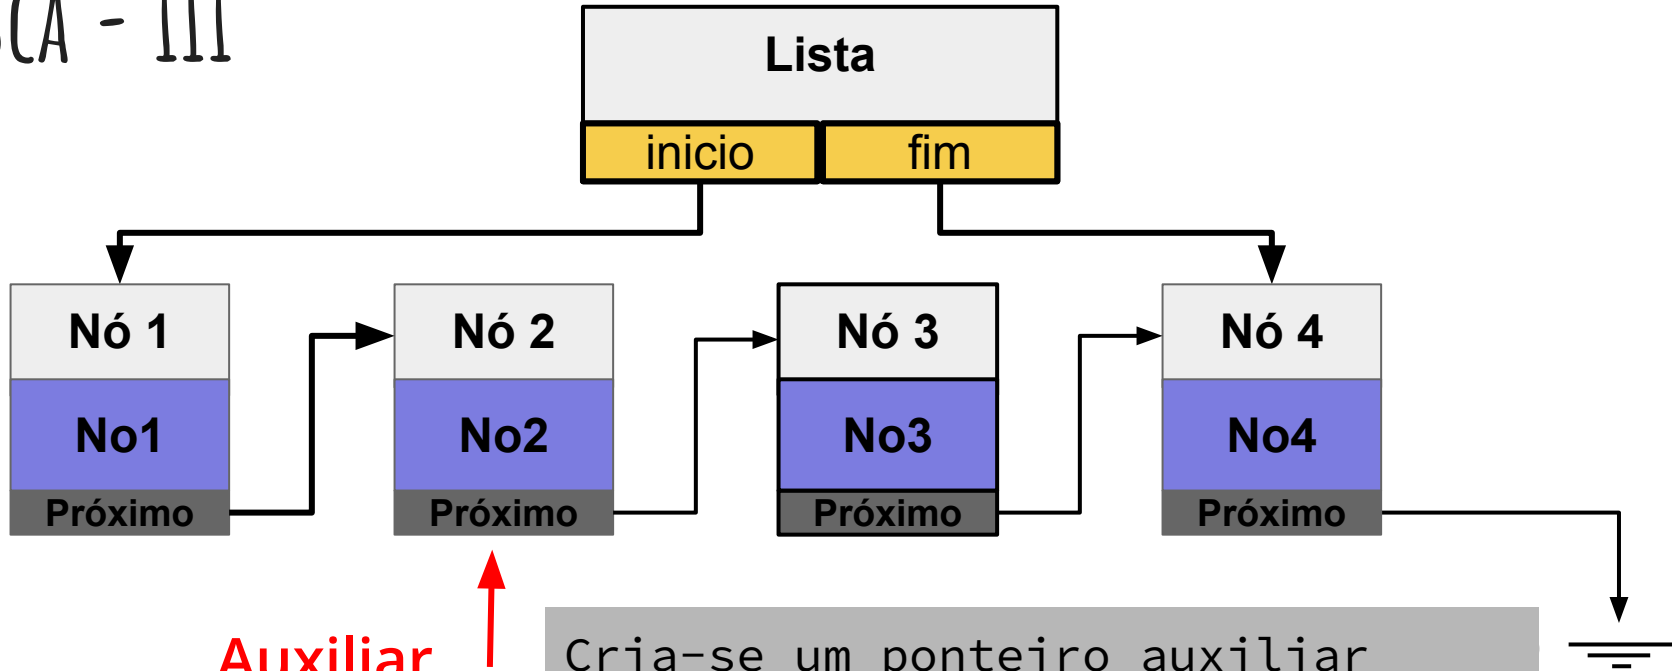 - III
Lista
inicio fim
Nó 1 Nó 2 Nó 3 Nó 4
No1 No2 No3 No4
Próximo Próximo Próximo Próximo
Auxiliar
Cria-se um ponteiro auxiliar